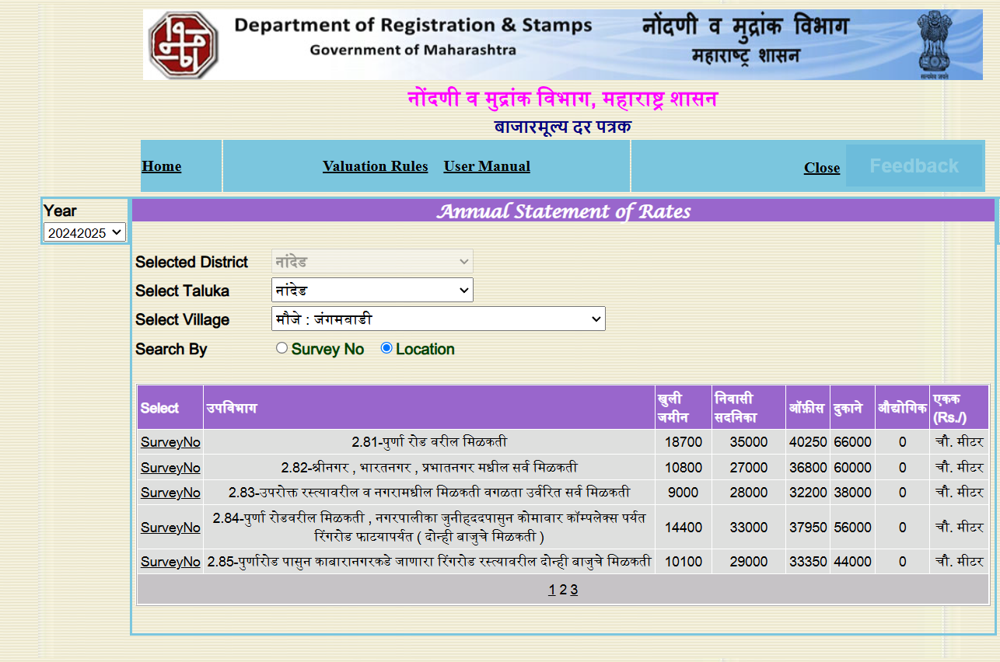 Department of Registration & Stamps
Government of Maharashtra
नोंदणी व मुद्रांक विभाग
महाराष्ट्र शासन
सत्यमेव जयते
नोंदणी व मुद्रांक विभाग, महाराष्ट्र शासन
बाजारमूल्य दर पत्रक
Home Valuation Rules User Manual Close Feedback
Year
20242025
Annual Statement of Rates
Selected District नांदेड
Select Taluka नांदेड
Select Village मौजे : जंगमवाडी
Search By Survey No Location
Select उपविभाग खुली जमीन निवासी सदनिका ऑफ़ीस दुकाने औद्योगिक एकक (Rs./)
SurveyNo 2.81-पुर्णा रोड वरील मिळकती 18700 35000 40250 66000 0 चौ. मीटर
SurveyNo 2.82-श्रीनगर , भारतनगर , प्रभातनगर मधील सर्व मिळकती 10800 27000 36800 60000 0 चौ. मीटर
SurveyNo 2.83-उपरोक्त रस्त्यावरील व नगरामधील मिळकती वगळता उर्वरित सर्व मिळकती 9000 28000 32200 38000 0 चौ. मीटर
SurveyNo 2.84-पुर्णा रोडवरील मिळकती , नगरपालीका जुनीहददपासुन कोमावार कॉम्पलेक्स पर्यत रिंगरोड फाटयापर्यत ( दोन्ही बाजुचे मिळकती ) 14400 33000 37950 56000 0 चौ. मीटर
SurveyNo 2.85-पुर्णारोड पासुन काबारानगरकडे जाणारा रिंगरोड रस्त्यावरील दोन्ही बाजुचे मिळकती 10100 29000 33350 44000 0 चौ. मीटर
1 2 3